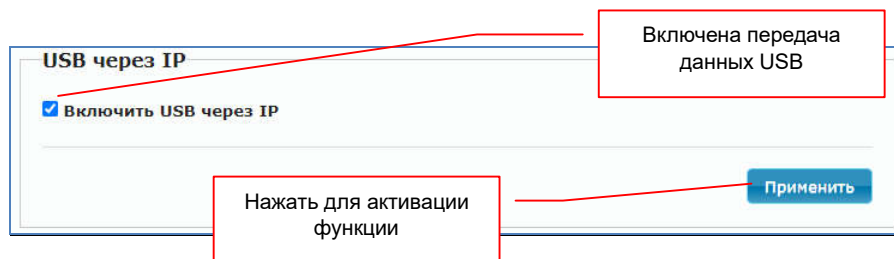 Включена передача
данных USB
USB через IP
Включить USB через IP
Применить
Нажать для активации
функции